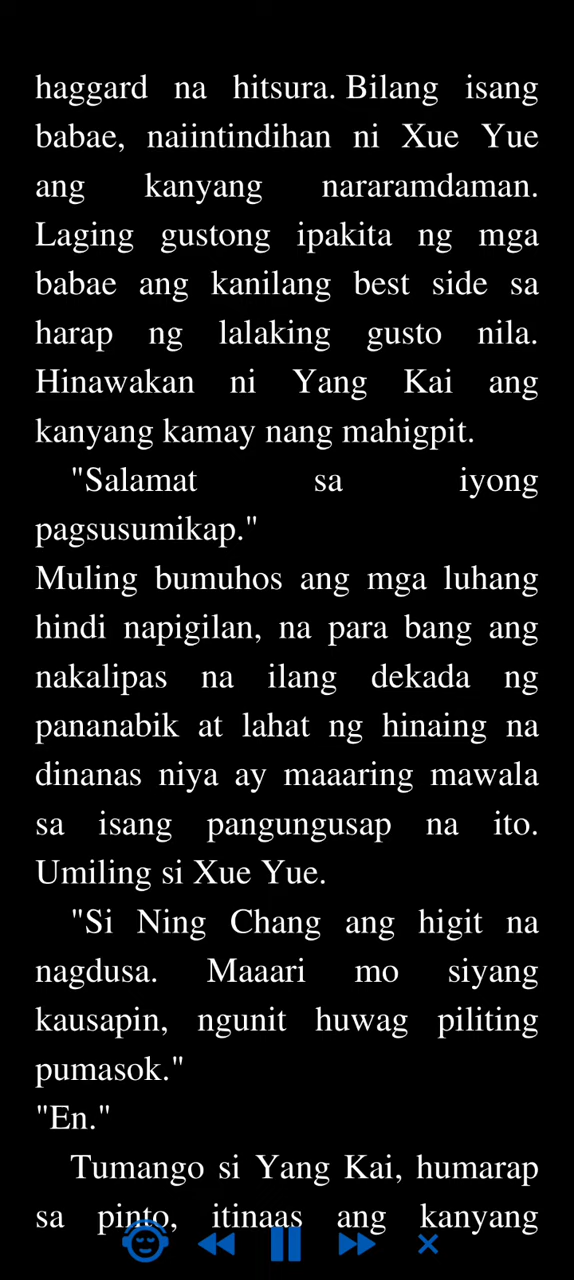 haggard na hitsura. Bilang isang
babae, naiintindihan ni Xue Yue
ang kanyang nararamdaman.
Laging gustong ipakita ng mga
babae ang kanilang best side sa
harap ng lalaking gusto nila.
Hinawakan ni Yang Kai ang
kanyang kamay nang mahigpit.
"Salamat sa iyong
pagsusumikap."
Muling bumuhos ang mga luhang
hindi napigilan, na para bang ang
nakalipas na ilang dekada ng
pananabik at lahat ng hinaing na
dinanas niya ay maaaring mawala
sa isang pangungusap na ito.
Umiling si Xue Yue.
"Si Ning Chang ang higit na
nagdusa. Maaari mo siyang
kausapin, ngunit huwag piliting
pumasok."
"En."
Tumango si Yang Kai, humarap
sa pinto, itinaas ang kanyang